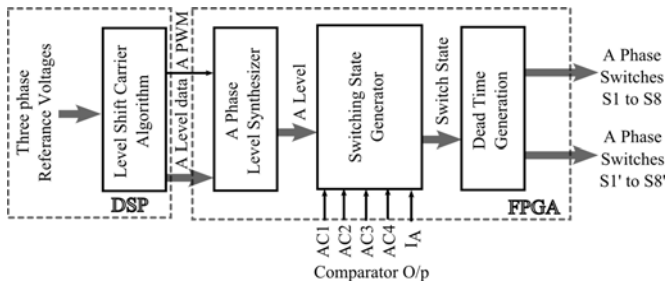 Three phase
Referance Voltages
Level Shift Carrier
Algorithm
DSP
A PWM
A Level data
A Phase
Level Synthesizer
A Level
Switching State
Generator
AC1
AC2
AC3
AC4
IA
Comparator O/p
Switch State
Dead Time
Generation
FPGA
A Phase
Switches
S1 to S8
A Phase
Switches
S1' to S8'